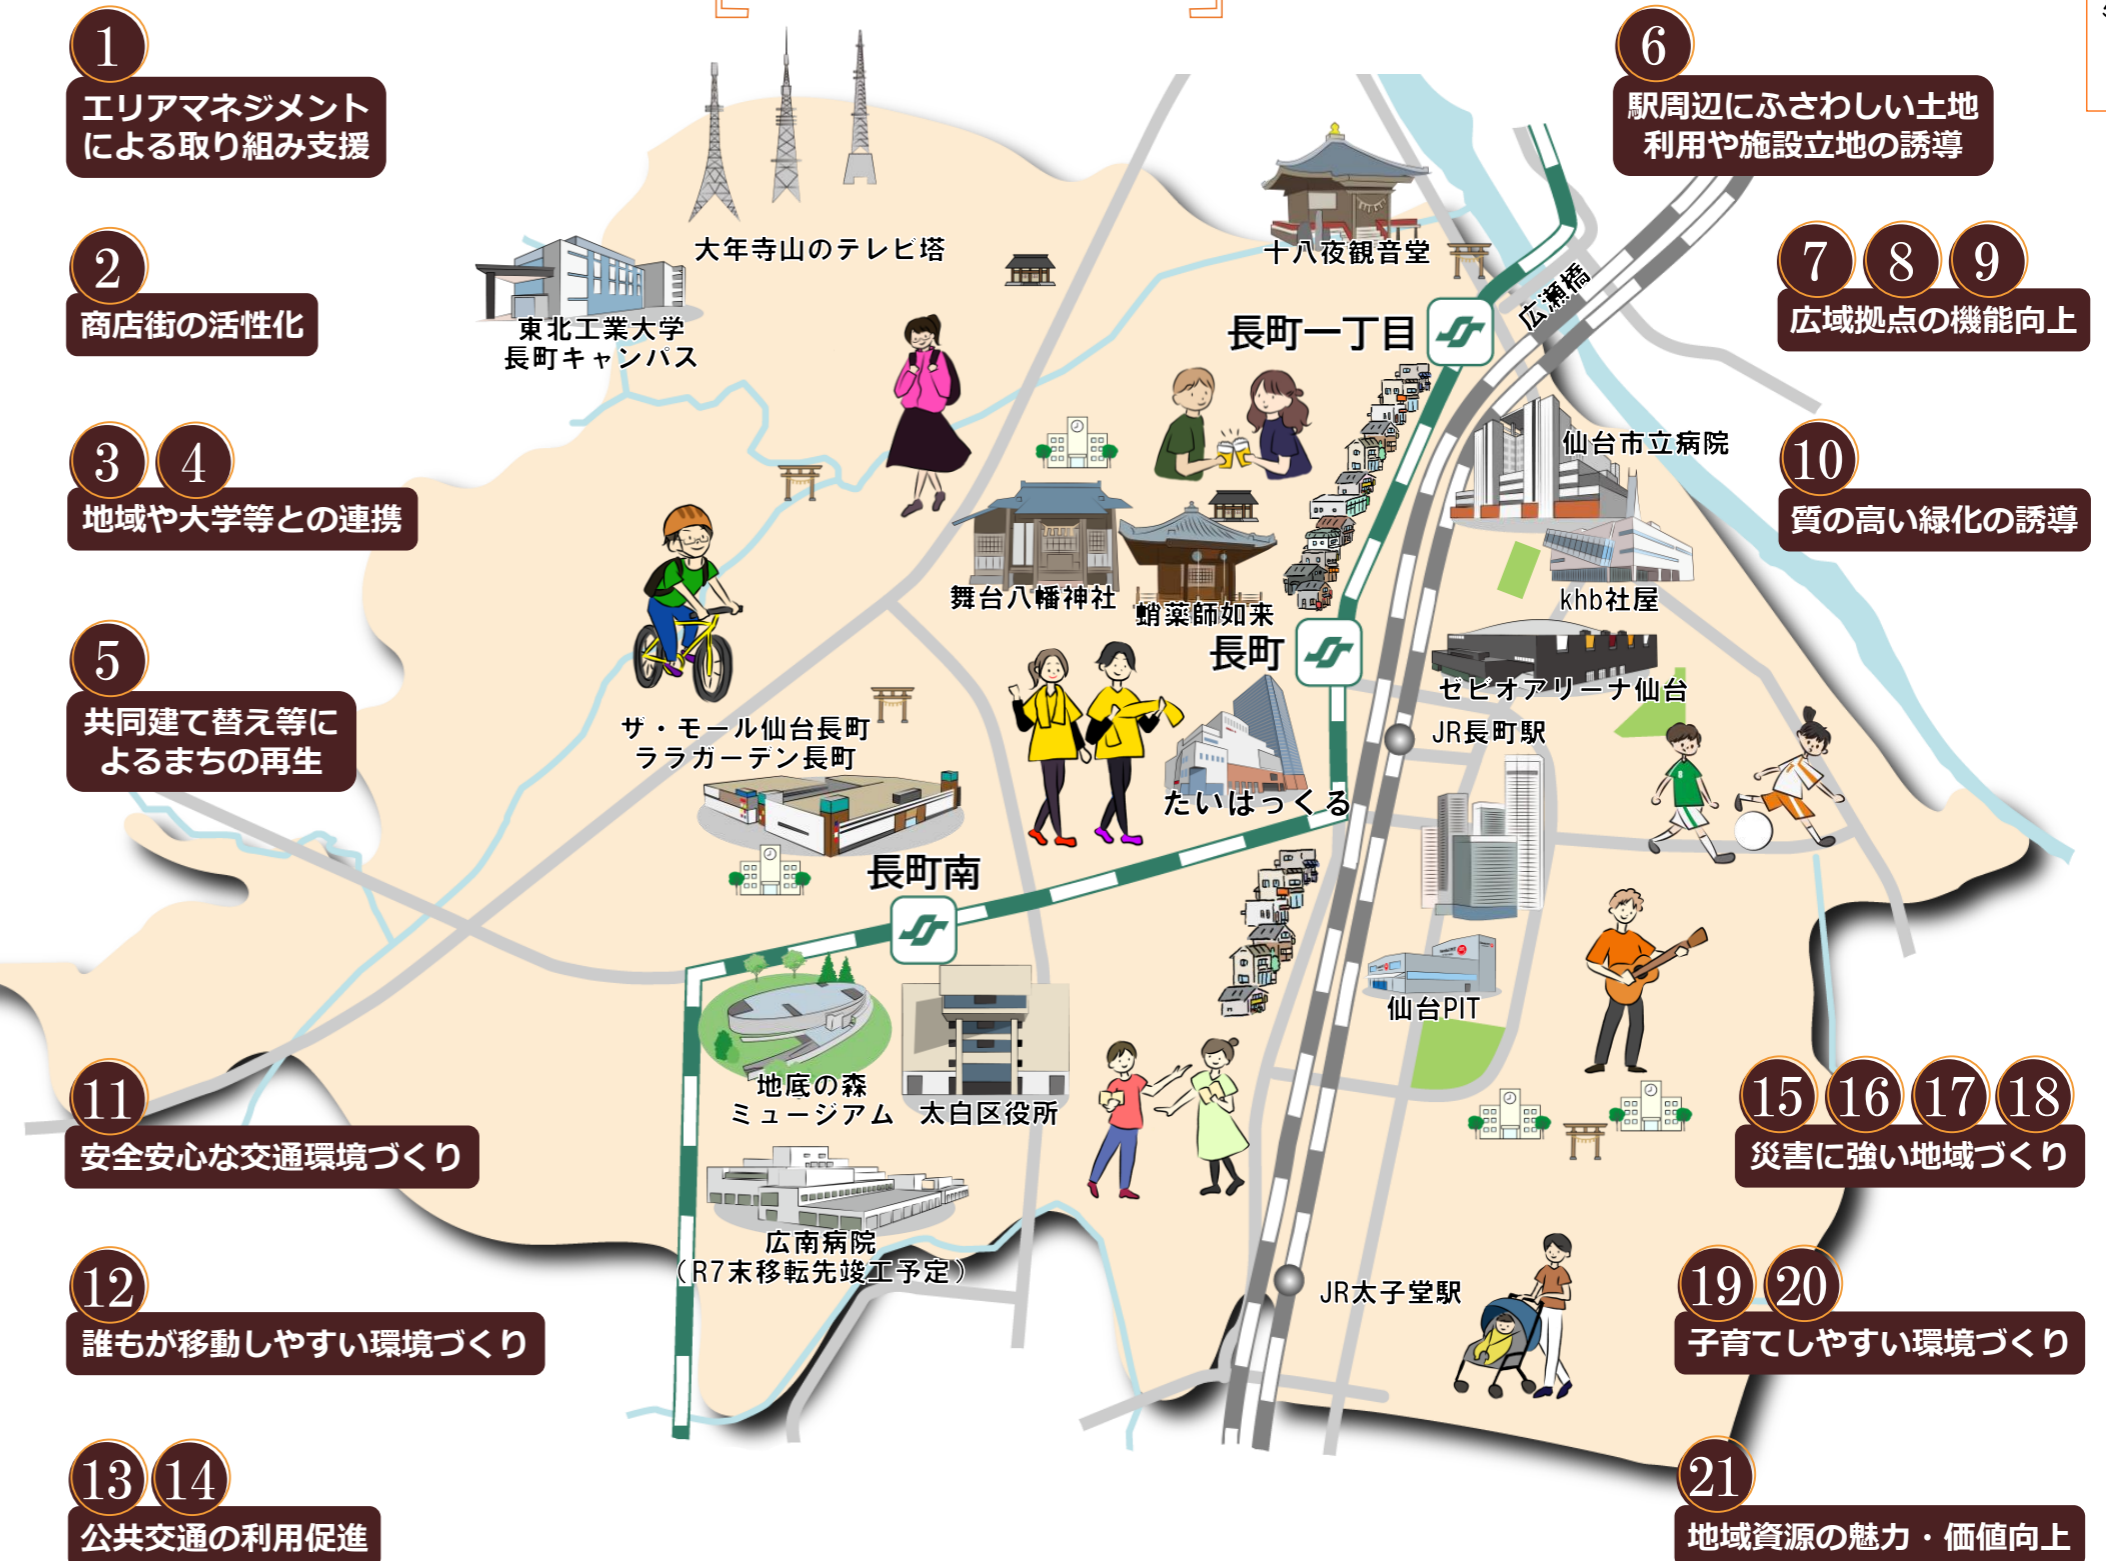 1
エリアマネジメント
による取り組み支援
2
商店街の活性化
3 4
地域や大学等との連携
5
共同建て替え等に
よるまちの再生
6
駅周辺にふさわしい土地
利用や施設立地の誘導
7 8 9
広域拠点の機能向上
10
質の高い緑化の誘導
大年寺山のテレビ塔
東北工業大学
長町キャンパス
十八夜観音堂
広瀬橋
長町一丁目
仙台市立病院
khb社屋
舞台八幡神社
蛸薬師如来
長町
ゼビオアリーナ仙台
JR長町駅
ザ・モール仙台長町
ララガーデン長町
たいはっくる
長町南
仙台PIT
地底の森
ミュージアム
太白区役所
広南病院
(R7末移転先竣工予定)
JR太子堂駅
11
安全安心な交通環境づくり
12
誰もが移動しやすい環境づくり
13 14
公共交通の利用促進
15 16 17 18
災害に強い地域づくり
19 20
子育てしやすい環境づくり
21
地域資源の魅力・価値向上